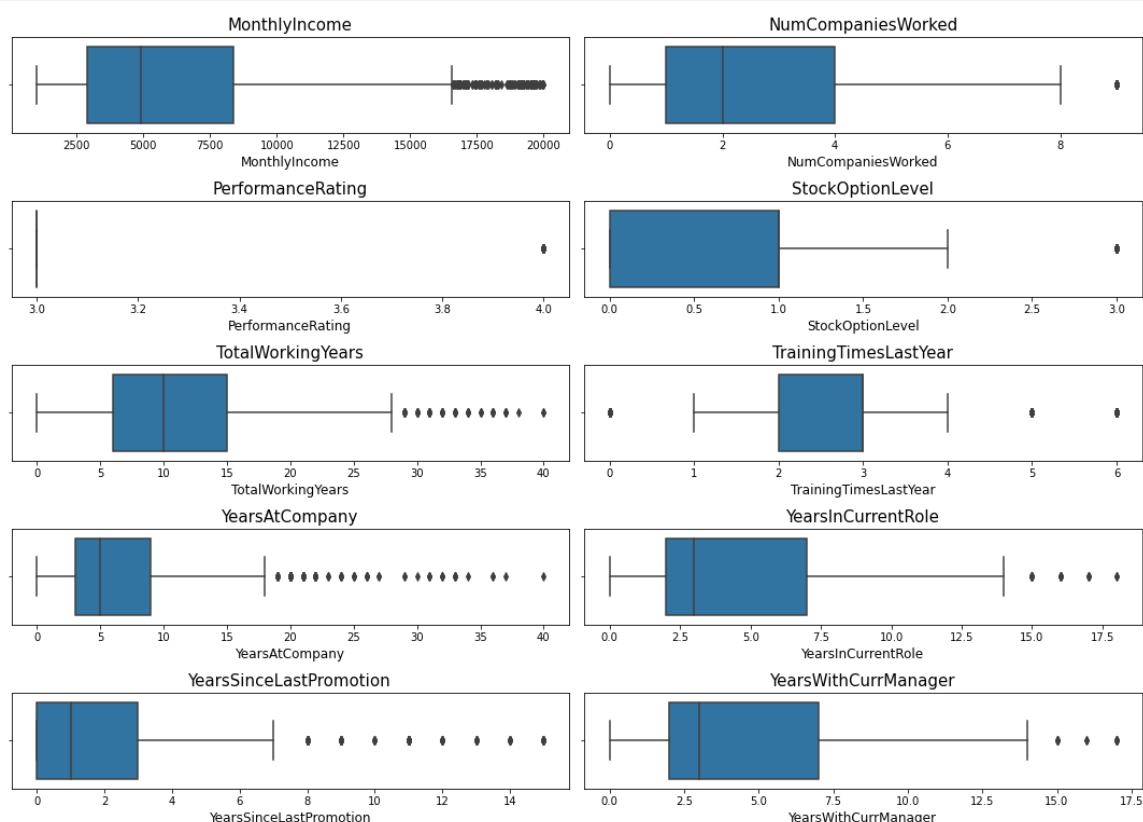 MonthlyIncome
2500 5000 7500 10000 12500 15000 17500 20000
MonthlyIncome
NumCompaniesWorked
0 2 4 6 8
NumCompaniesWorked
PerformanceRating
3.0 3.2 3.4 3.6 3.8 4.0
PerformanceRating
StockOptionLevel
0.0 0.5 1.0 1.5 2.0 2.5 3.0
StockOptionLevel
TotalWorkingYears
0 5 10 15 20 25 30 35 40
TotalWorkingYears
TrainingTimesLastYear
0 1 2 3 4 5 6
TrainingTimesLastYear
YearsAtCompany
0 5 10 15 20 25 30 35 40
YearsAtCompany
YearsInCurrentRole
0.0 2.5 5.0 7.5 10.0 12.5 15.0 17.5
YearsInCurrentRole
YearsSinceLastPromotion
0 2 4 6 8 10 12 14
YearsSinceLastPromotion
YearsWithCurrManager
0.0 2.5 5.0 7.5 10.0 12.5 15.0 17.5
YearsWithCurrManager